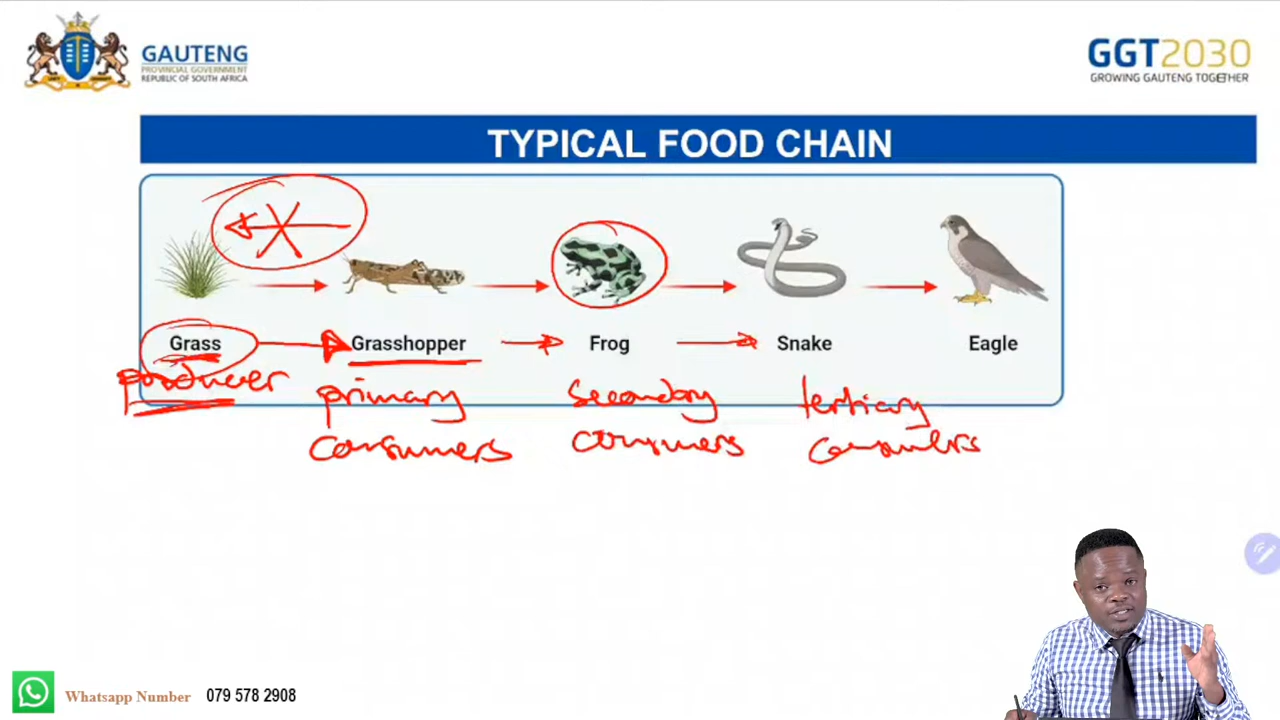 GAUTENG
PROVINCIAL GOVERNMENT
REPUBLIC OF SOUTH AFRICA
GGT2030
GROWING GAUTENG TOGETHER
TYPICAL FOOD CHAIN
Grass Grasshopper Frog Snake Eagle
producer
primary secondary tertiary
consumers consumers consumers
Whatsapp Number 079 578 2908